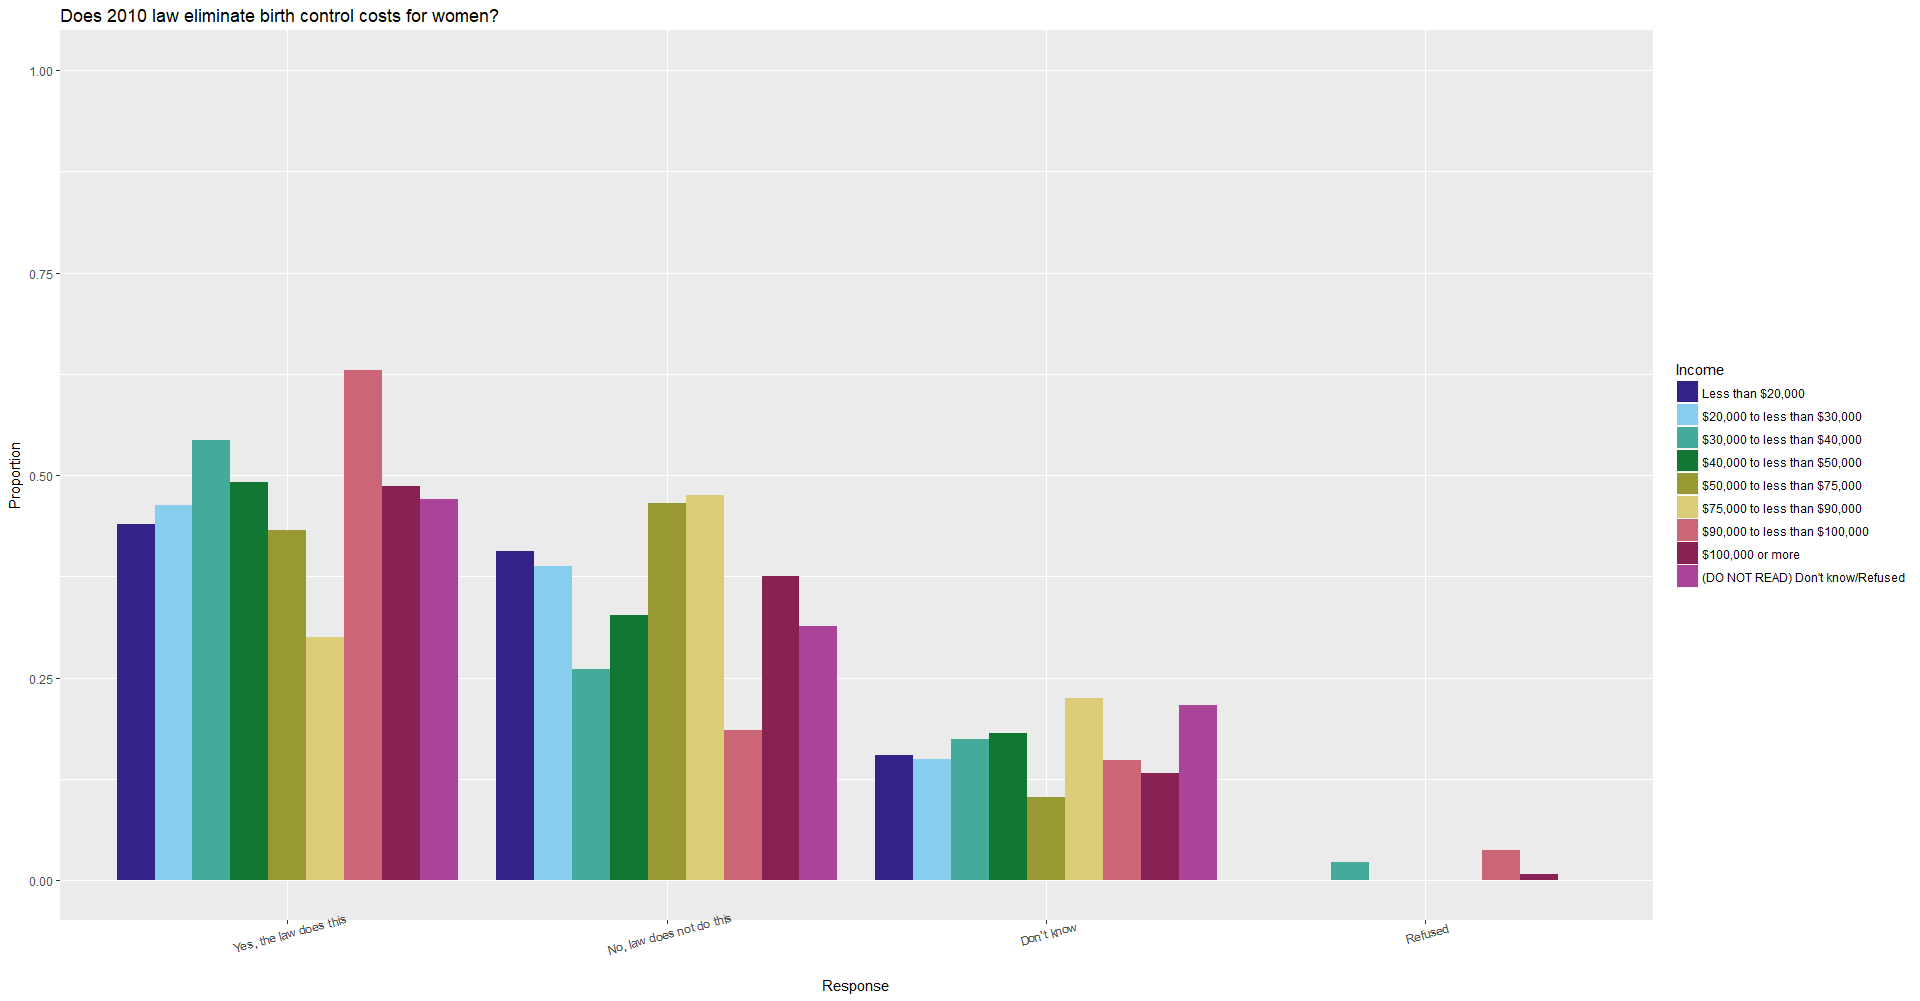 Does 2010 law eliminate birth control costs for women?
1.00
0.75
0.50
0.25
0.00
Proportion
Yes, the law does this
No, law does not do this
Don't know
Refused
Response
Income
Less than $20,000
$20,000 to less than $30,000
$30,000 to less than $40,000
$40,000 to less than $50,000
$50,000 to less than $75,000
$75,000 to less than $90,000
$90,000 to less than $100,000
$100,000 or more
(DO NOT READ) Don't know/Refused